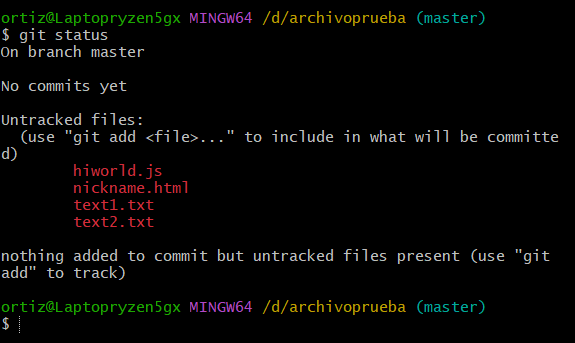 ortiz@Laptopryzen5gx MINGW64 /d/archivoprueba (master)
$ git status
On branch master

No commits yet

Untracked files:
  (use "git add <file>..." to include in what will be committe
d)
        hiworld.js
        nickname.html
        text1.txt
        text2.txt

nothing added to commit but untracked files present (use "git
add" to track)

ortiz@Laptopryzen5gx MINGW64 /d/archivoprueba (master)
$